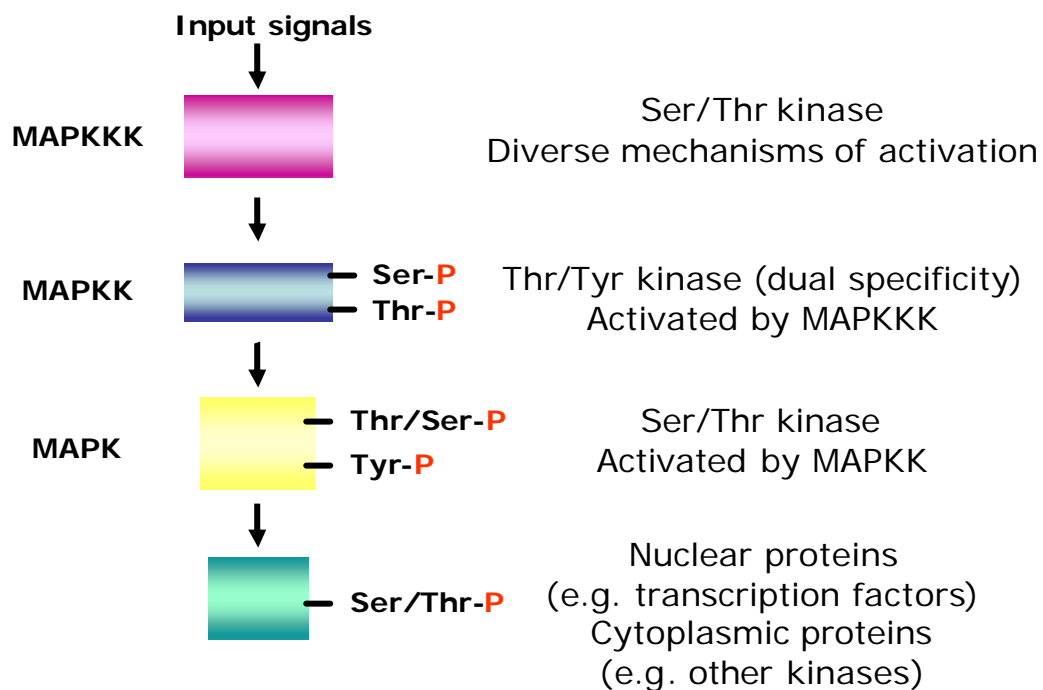 Input signals
MAPKKK
Ser/Thr kinase
Diverse mechanisms of activation
MAPKK
Ser-P
Thr-P
Thr/Tyr kinase (dual specificity)
Activated by MAPKKK
MAPK
Thr/Ser-P
Tyr-P
Ser/Thr kinase
Activated by MAPKK
Ser/Thr-P
Nuclear proteins
(e.g. transcription factors)
Cytoplasmic proteins
(e.g. other kinases)